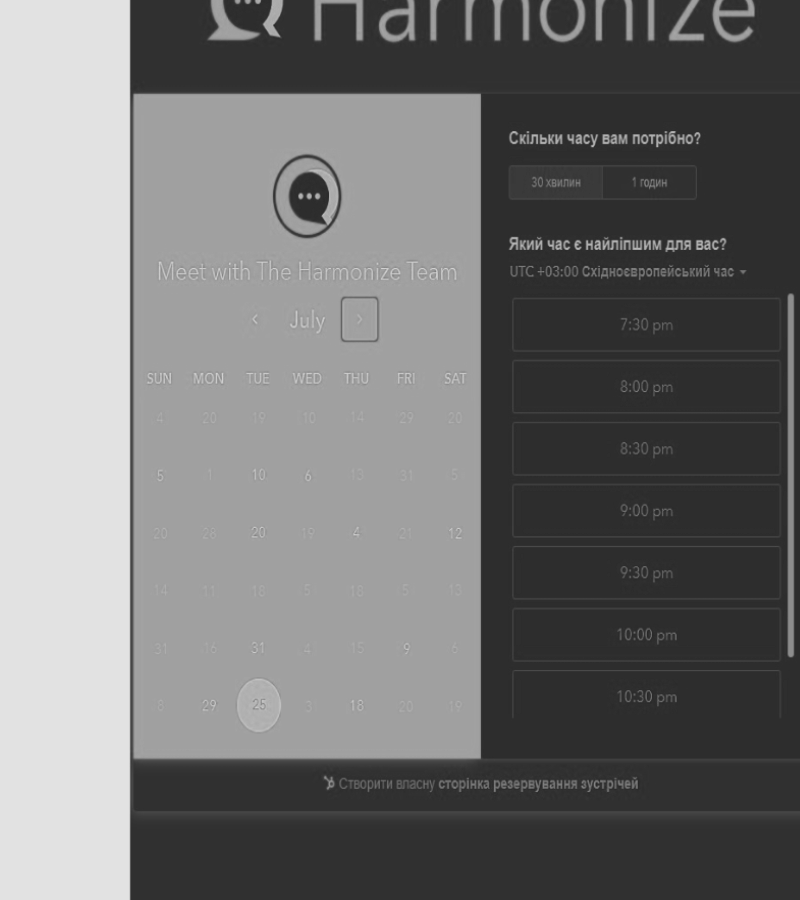 Harmonize
Meet with The Harmonize Team
July
SUN MON TUE WED THU FRI SAT
4 20 19 10 14 29 20
5 1 10 6 13 31 5
20 28 20 19 4 21 12
14 11 18 5 18 5 13
31 16 31 4 15 9 6
8 29 25 3 18 20 19
Скільки часу вам потрібно?
30 хвилин 1 годин
Який час є найліпшим для вас?
UTC +03:00 Східноєвропейський час
7:30 pm
8:00 pm
8:30 pm
9:00 pm
9:30 pm
10:00 pm
10:30 pm
Створити власну сторінка резервування зустрічей